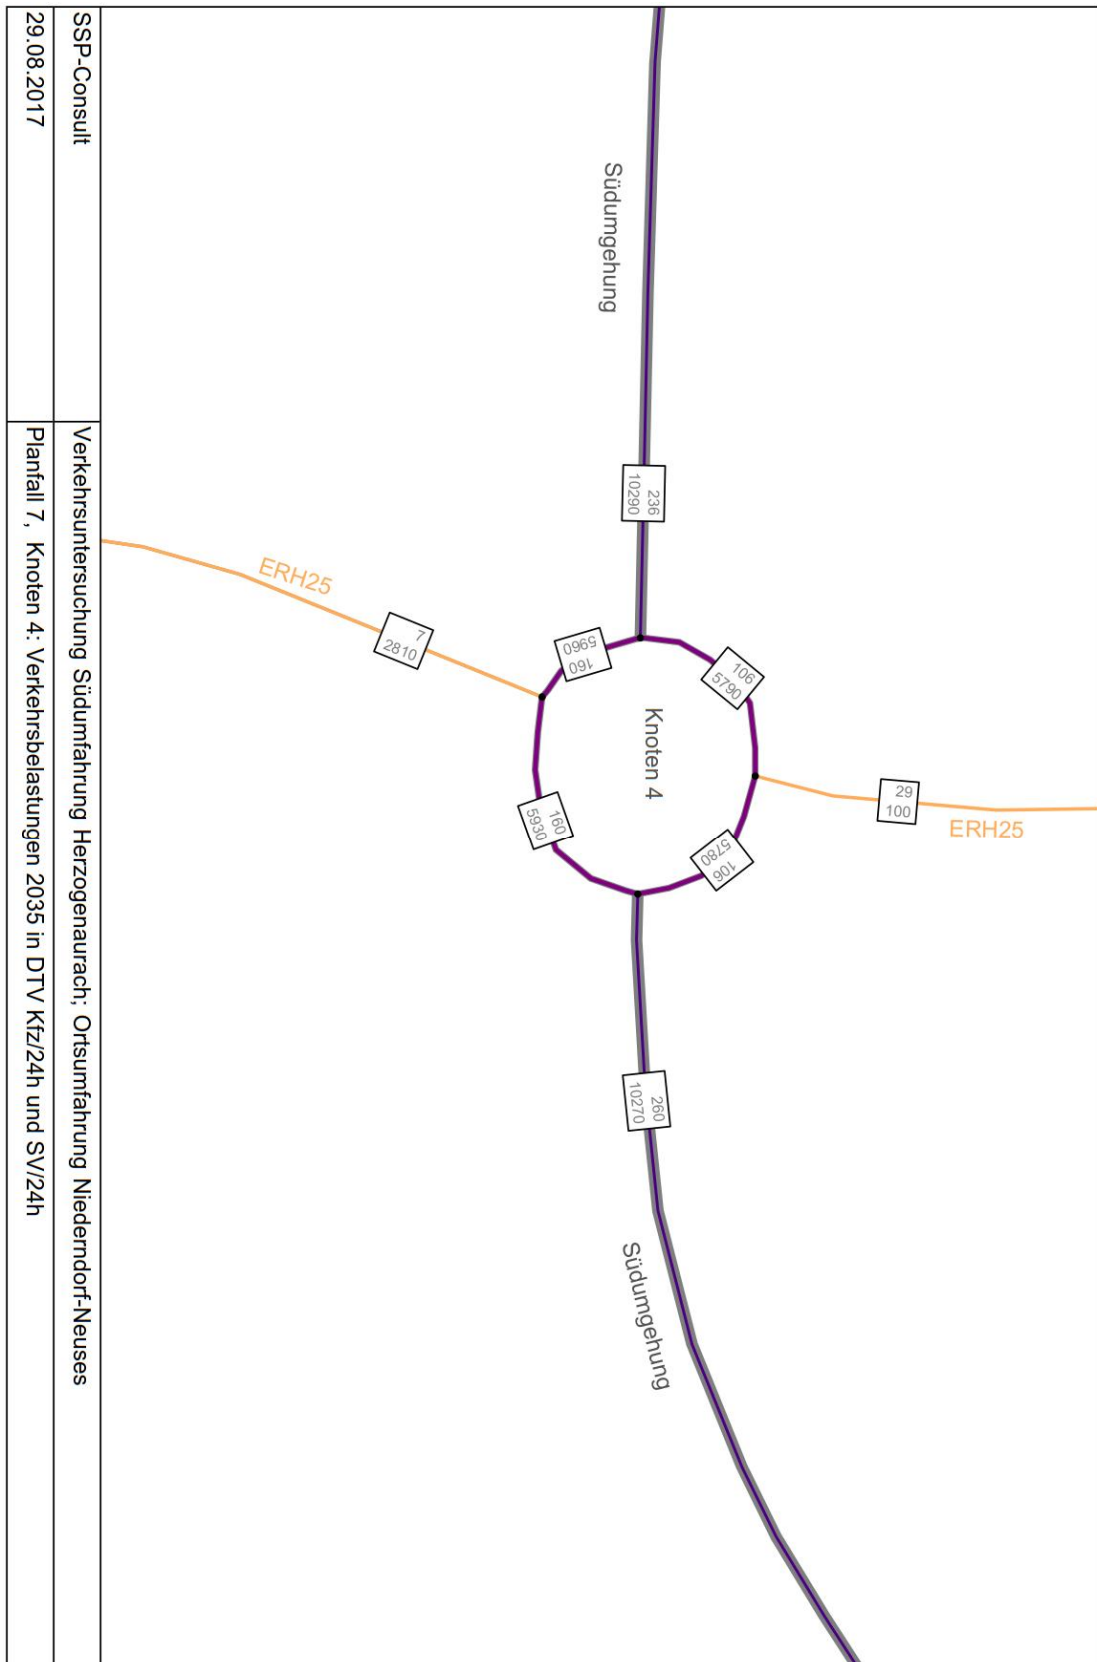 ERH25
29
100
106
5790
106
5780
Südumgehung
236
10290
Knoten 4
260
10270
Südumgehung
160
5960
160
5930
7
2810
ERH25
SSP-Consult
Verkehrsuntersuchung Südumfahrung Herzogenaurach; Ortsumfahrung Niederndorf-Neuses
29.08.2017
Planfall 7, Knoten 4: Verkehrsbelastungen 2035 in DTV Kfz/24h und SV/24h